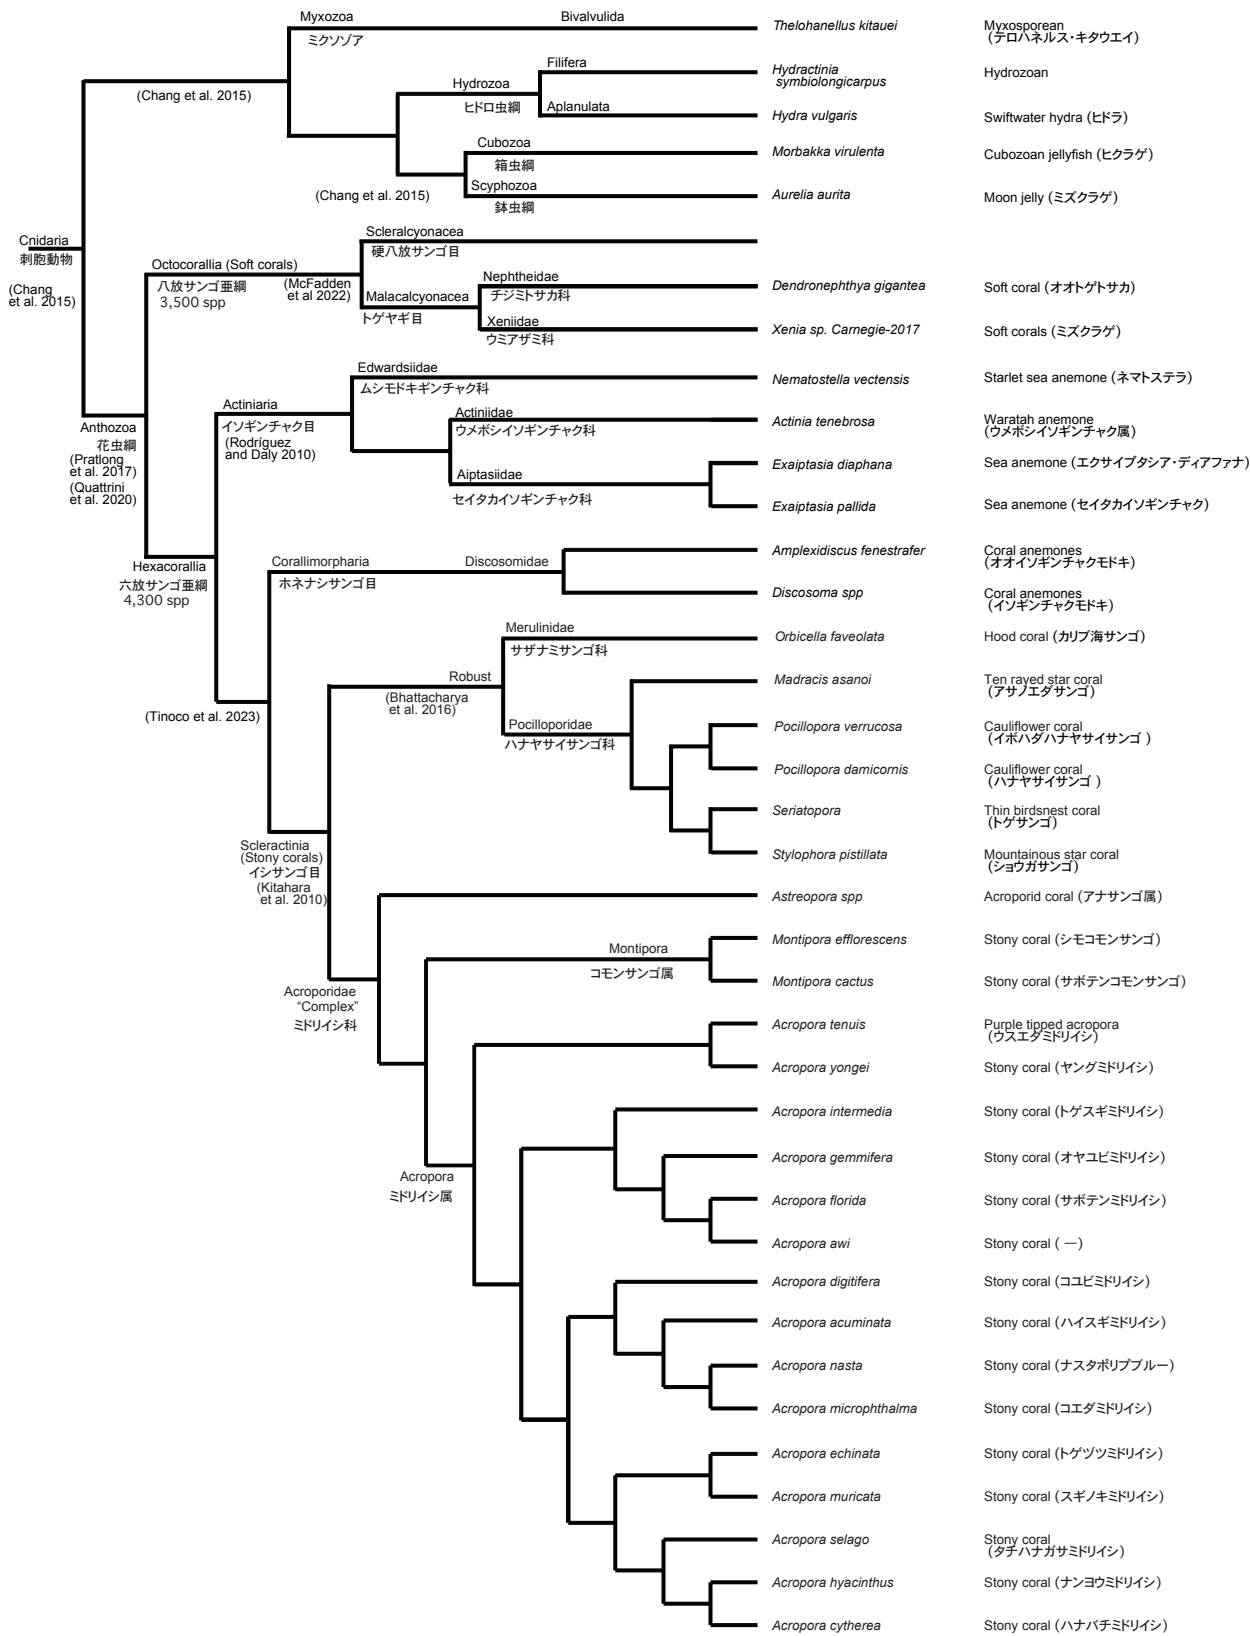 Myxozoa
ミクソゾア
Bivalvulida
Thelohanellus kitauei
Myxosporean
(テロハネルス・キタウエイ)
(Chang et al. 2015)
Hydrozoa
ヒドロ虫綱
Filifera
Hydractinia
symbiolongicarpus
Hydrozoan
Aplanulata
Hydra vulgaris
Swiftwater hydra (ヒドラ)
Cubozoa
箱虫綱
Morbakka virulenta
Cubozoan jellyfish (ヒクラゲ)
(Chang et al. 2015)
Scyphozoa
鉢虫綱
Aurelia aurita
Moon jelly (ミズクラゲ)
Cnidaria
刺胞動物
(Chang
et al. 2015)
Octocorallia (Soft corals)
八放サンゴ亜綱
3,500 spp
(McFadden
et al 2022)
Scleralcyonacea
硬八放サンゴ目
Malacalcyonacea
トゲヤギ目
Nephtheidae
チジミトサカ科
Dendronephthya gigantea
Soft coral (オオトゲトサカ)
Xeniidae
ウミアザミ科
Xenia sp. Carnegie-2017
Soft corals (ミズクラゲ)
Anthozoa
花虫綱
(Pratlong
et al. 2017)
(Quattrini
et al. 2020)
Actiniaria
イソギンチャク目
(Rodríguez
and Daly 2010)
Edwardsiidae
ムシモドキギンチャク科
Nematostella vectensis
Starlet sea anemone (ネマトステラ)
Actiniidae
ウメボシイソギンチャク科
Actinia tenebrosa
Waratah anemone
(ウメボシイソギンチャク属)
Aiptasiidae
セイタカイソギンチャク科
Exaiptasia diaphana
Sea anemone (エクサイプタシア・ディアファナ)
Exaiptasia pallida
Sea anemone (セイタカイソギンチャク)
Hexacorallia
六放サンゴ亜綱
4,300 spp
Corallimorpharia
ホネナシサンゴ目
Discosomidae
Amplexidiscus fenestrafer
Coral anemones
(オオイソギンチャクモドキ)
Discosoma spp
Coral anemones
(イソギンチャクモドキ)
(Tinoco et al. 2023)
Robust
(Bhattacharya
et al. 2016)
Merulinidae
サザナミサンゴ科
Orbicella faveolata
Hood coral (カリブ海サンゴ)
Pocilloporidae
ハナヤサイサンゴ科
Madracis asanoi
Ten rayed star coral
(アサノエダサンゴ)
Pocillopora verrucosa
Cauliflower coral
(イボハダハナヤサイサンゴ )
Pocillopora damicornis
Cauliflower coral
(ハナヤサイサンゴ )
Seriatopora
Thin birdsnest coral
(トゲサンゴ)
Stylophora pistillata
Mountainous star coral
(ショウガサンゴ)
Scleractinia
(Stony corals)
イシサンゴ目
(Kitahara
et al. 2010)
Astreopora spp
Acroporid coral (アナサンゴ属)
Montipora
コモンサンゴ属
Montipora efflorescens
Stony coral (シモコモンサンゴ)
Montipora cactus
Stony coral (サボテンコモンサンゴ)
Acroporidae
“Complex”
ミドリイシ科
Acropora tenuis
Purple tipped acropora
(ウスエダミドリイシ)
Acropora yongei
Stony coral (ヤングミドリイシ)
Acropora intermedia
Stony coral (トゲスギミドリイシ)
Acropora
ミドリイシ属
Acropora gemmifera
Stony coral (オヤユビミドリイシ)
Acropora florida
Stony coral (サボテンミドリイシ)
Acropora awi
Stony coral ( ー)
Acropora digitifera
Stony coral (コユビミドリイシ)
Acropora acuminata
Stony coral (ハイスギミドリイシ)
Acropora nasta
Stony coral (ナスタポリプブルー)
Acropora microphthalma
Stony coral (コエダミドリイシ)
Acropora echinata
Stony coral (トゲヅツミドリイシ)
Acropora muricata
Stony coral (スギノキミドリイシ)
Acropora selago
Stony coral
(タチハナガサミドリイシ)
Acropora hyacinthus
Stony coral (ナンヨウミドリイシ)
Acropora cytherea
Stony coral (ハナバチミドリイシ)